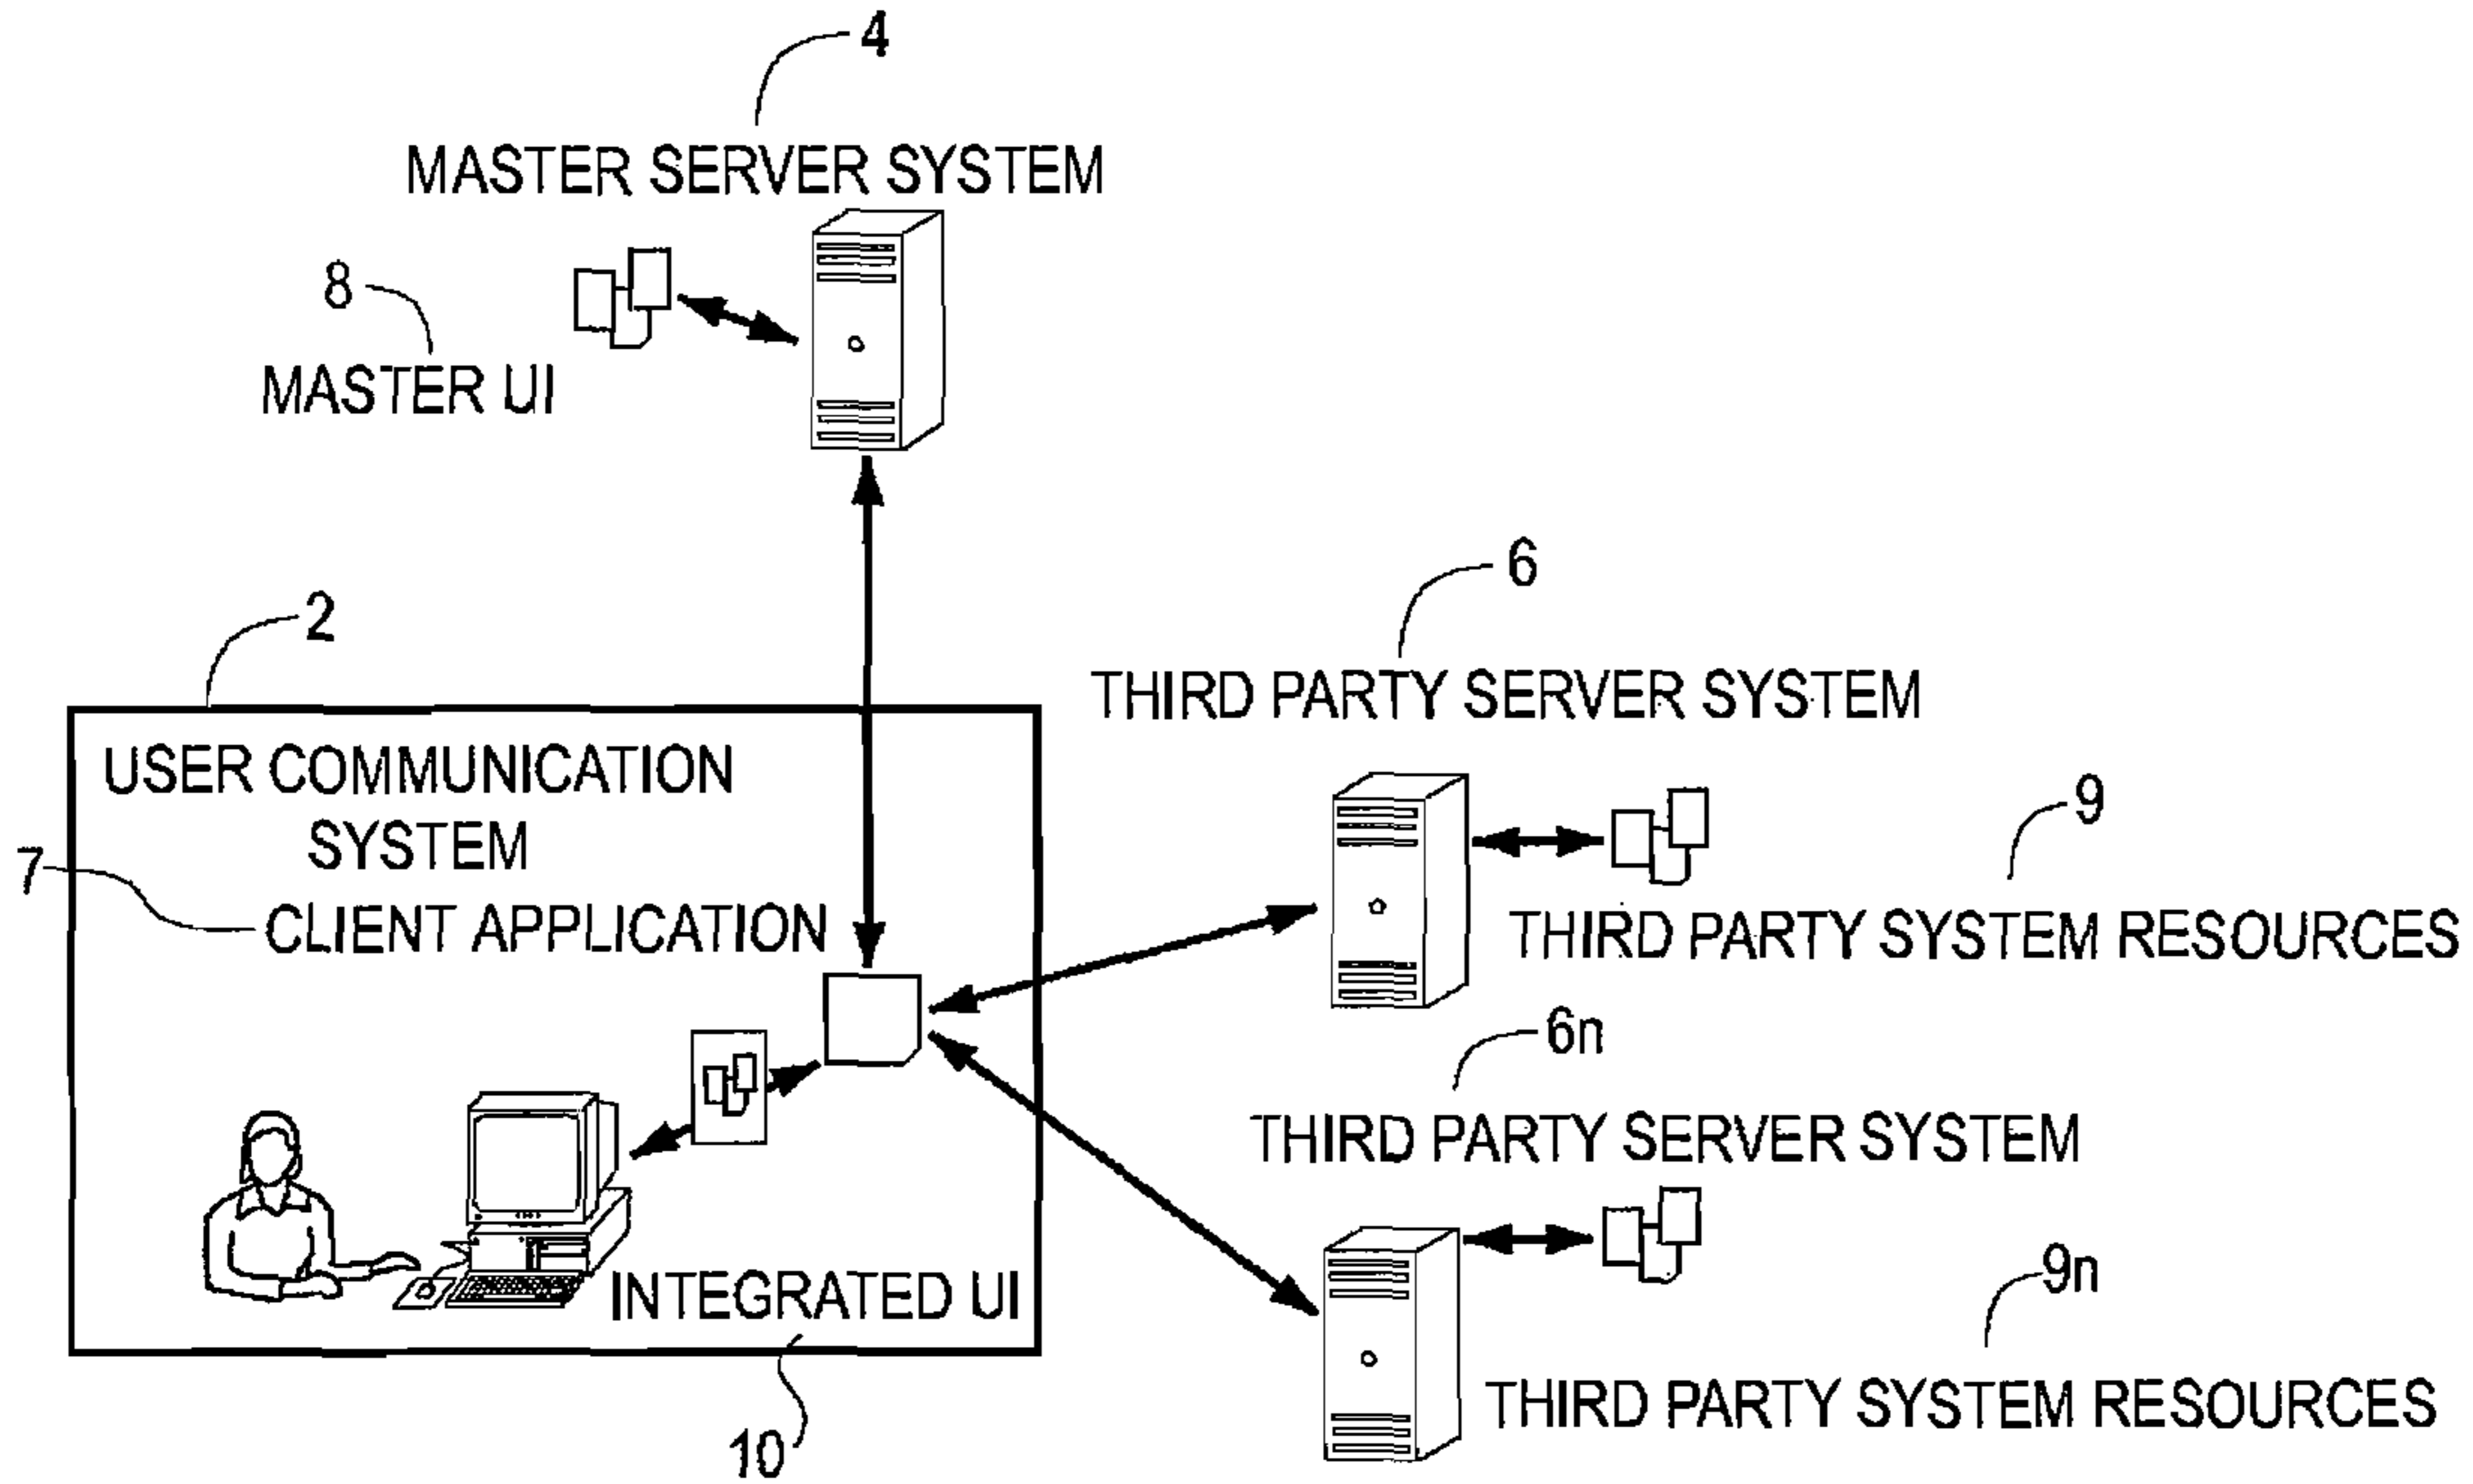 4
MASTER SERVER SYSTEM
8
MASTER UI
6
2
THIRD PARTY SERVER SYSTEM
USER COMMUNICATION
SYSTEM
9
7
CLIENT APPLICATION
THIRD PARTY SYSTEM RESOURCES
6n
THIRD PARTY SERVER SYSTEM
INTEGRATED UI
9n
THIRD PARTY SYSTEM RESOURCES
10